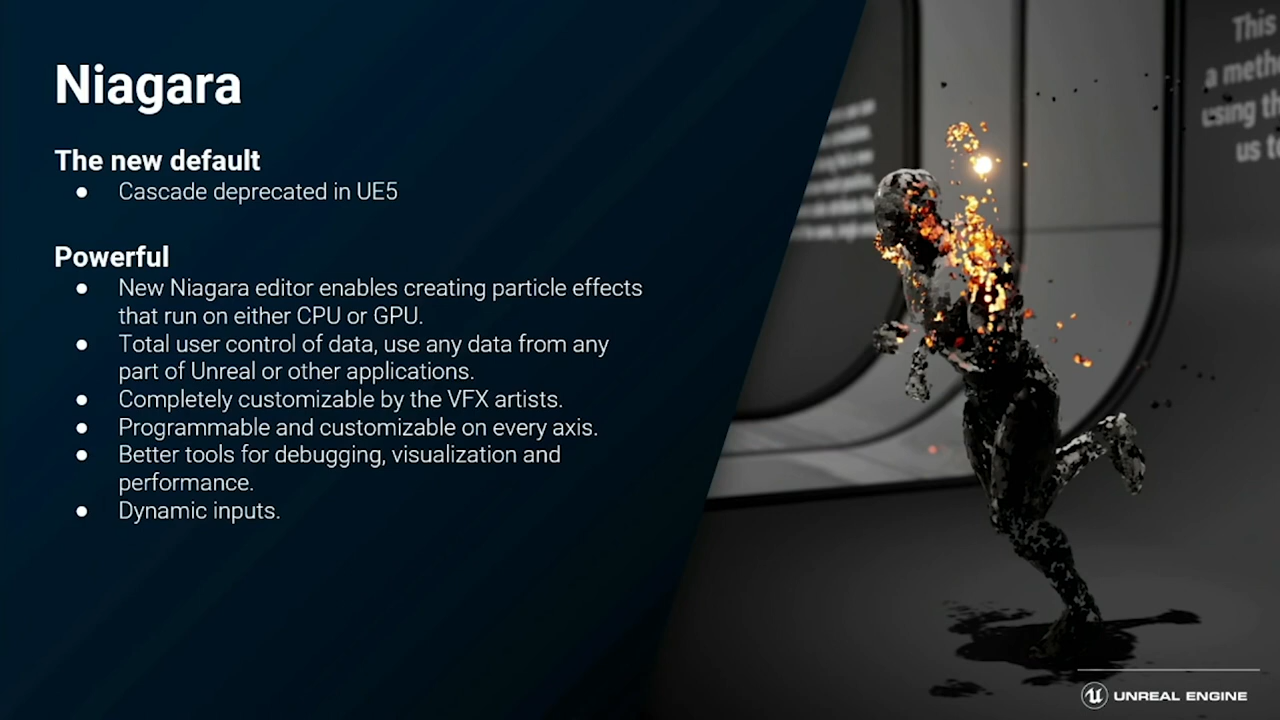 Niagara
The new default
● Cascade deprecated in UE5
Powerful
● New Niagara editor enables creating particle effects
that run on either CPU or GPU.
● Total user control of data, use any data from any
part of Unreal or other applications.
● Completely customizable by the VFX artists.
● Programmable and customizable on every axis.
● Better tools for debugging, visualization and
performance.
● Dynamic inputs.
This
a meth
using th
us t
UNREAL ENGINE